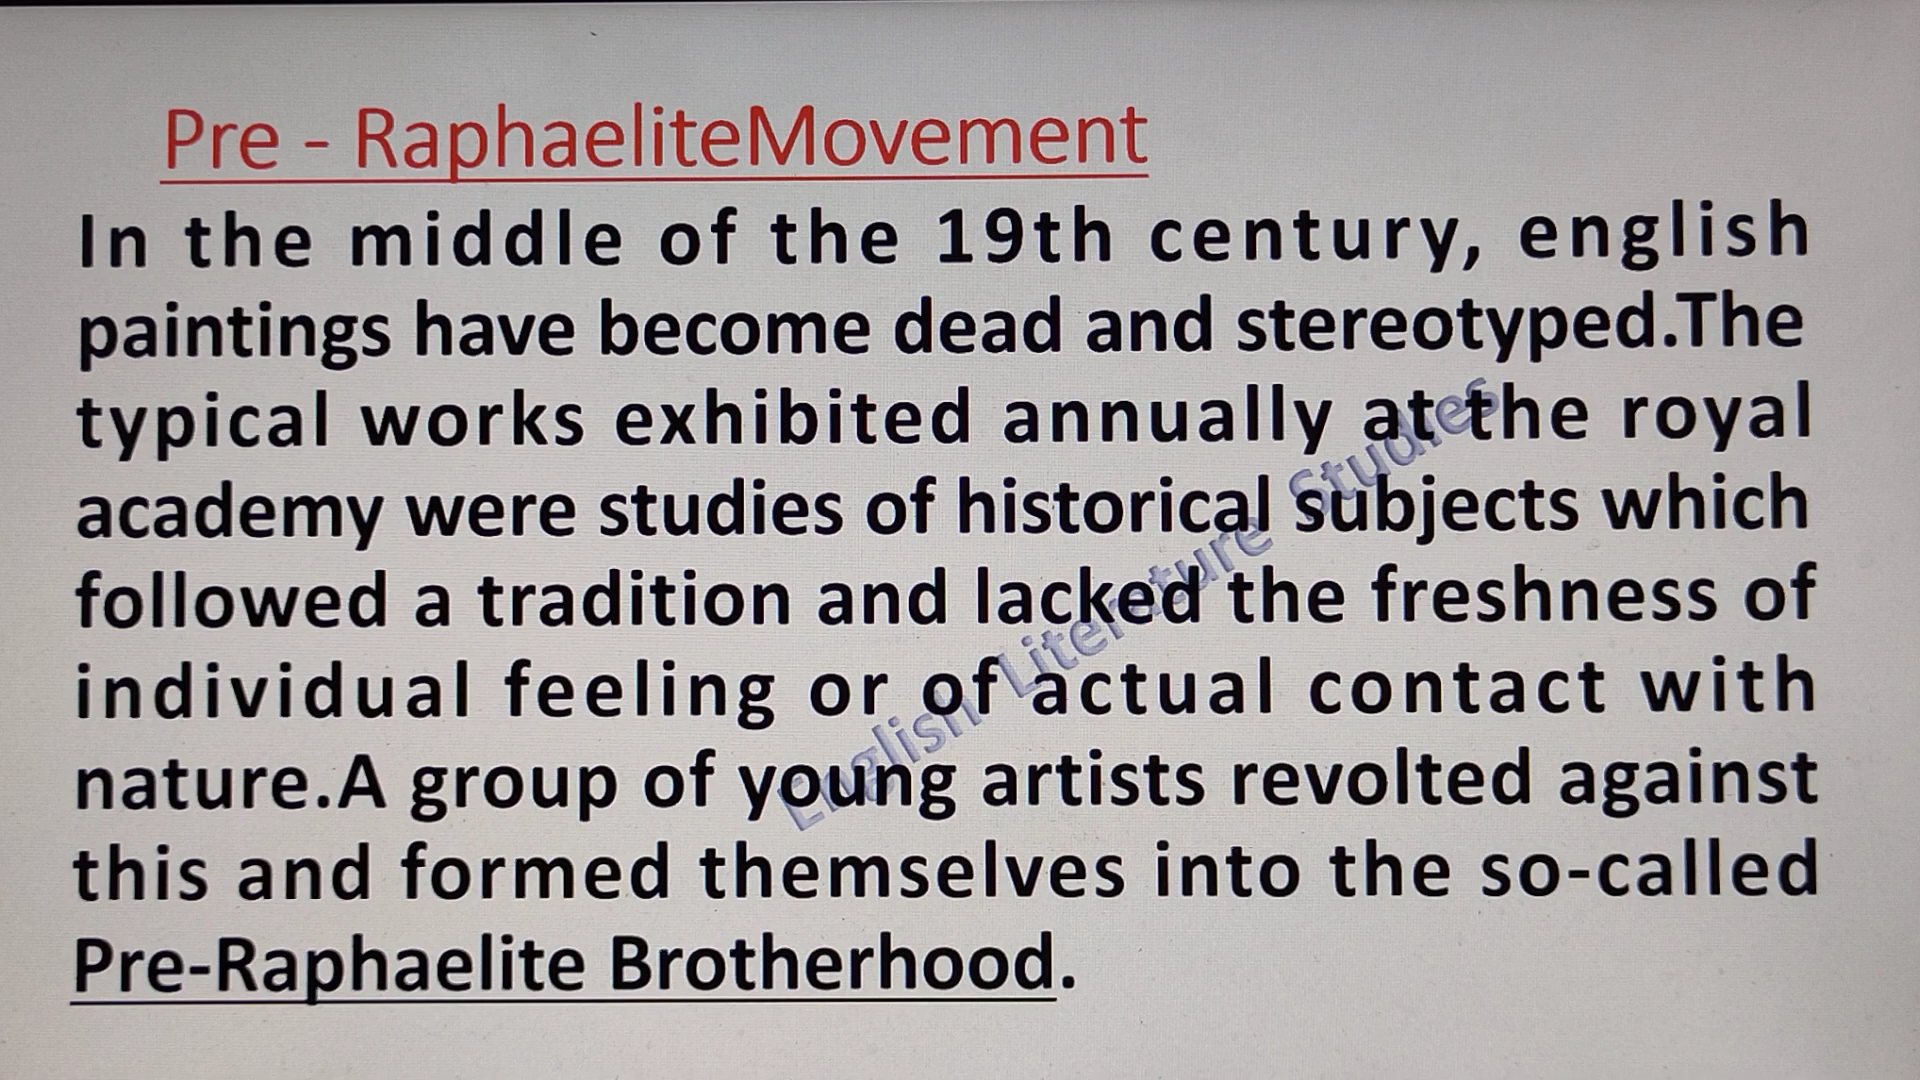 Pre - RaphaeliteMovement
In the middle of the 19th century, english
paintings have become dead and stereotyped.The
typical works exhibited annually at the royal
academy were studies of historical subjects which
followed a tradition and lacked the freshness of
individual feeling or of actual contact with
nature.A group of young artists revolted against
this and formed themselves into the so-called
Pre-Raphaelite Brotherhood.
English Literature Studies